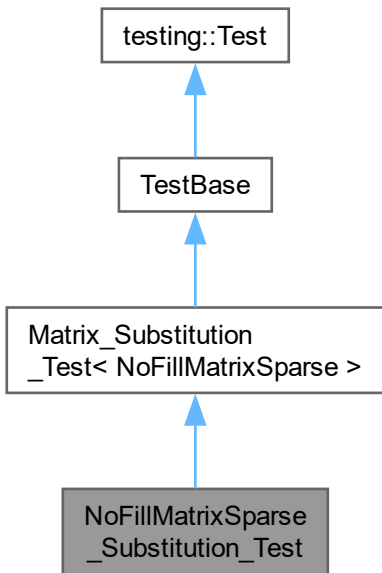 testing::Test
TestBase
Matrix_Substitution
_Test< NoFillMatrixSparse >
NoFillMatrixSparse
_Substitution_Test